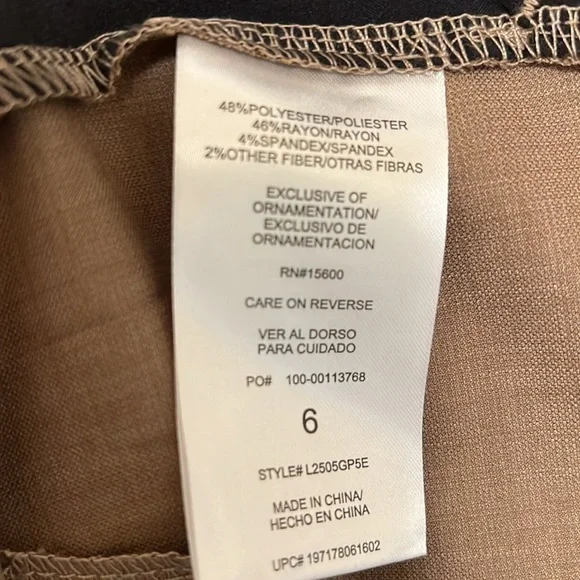 48%POLYESTER/POLIESTER
46%RAYON/RAYON
4%SPANDEX/SPANDEX
2%OTHER FIBER/OTRAS FIBRAS
EXCLUSIVE OF
ORNAMENTATION/
EXCLUSIVO DE
ORNAMENTACION
RN#15600
CARE ON REVERSE
VER AL DORSO
PARA CUIDADO
PO# 100-00113768
6
STYLE# L2505GP5E
MADE IN CHINA/
HECHO EN CHINA
UPC# 197178061602